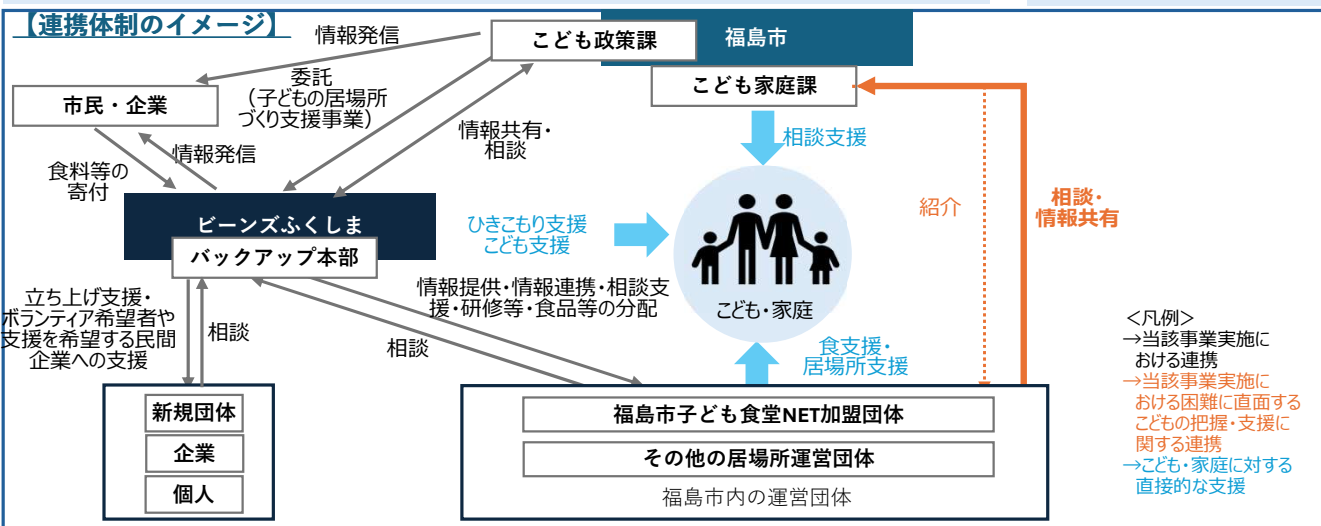 【連携体制のイメージ】
情報発信
こども政策課
福島市
市民・企業
委託
（子どもの居場所
づくり支援事業）
こども家庭課
情報共有・
相談
相談支援
情報発信
食料等の
寄付
ビーンズふくしま
バックアップ本部
ひきこもり支援
こども支援
紹介
相談・
情報共有
こども・家庭
情報提供・情報連携・相談支
援・研修等・食品等の分配
立ち上げ支援・
ボランティア希望者や
支援を希望する民間
企業への支援
相談
相談
食支援・
居場所支援
新規団体
企業
個人
福島市子ども食堂NET加盟団体
その他の居場所運営団体
福島市内の運営団体
＜凡例＞
→当該事業実施に
おける連携
→当該事業実施に
おける困難に直面する
こどもの把握・支援に
関する連携
→こども・家庭に対する
直接的な支援